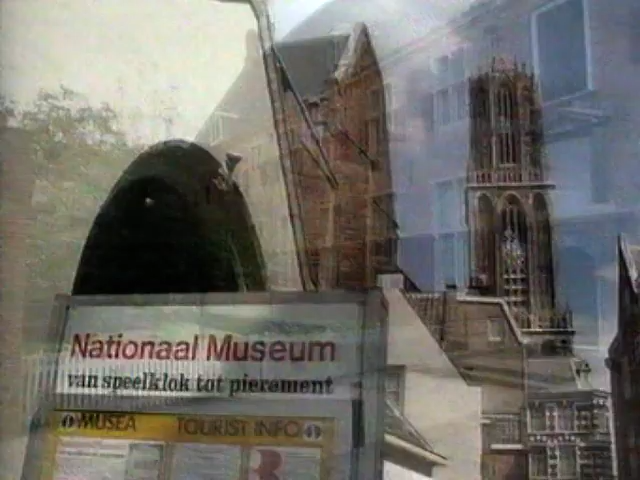 Nationaal Museum
van speelklok tot pierement
MUSEA TOURIST INFO